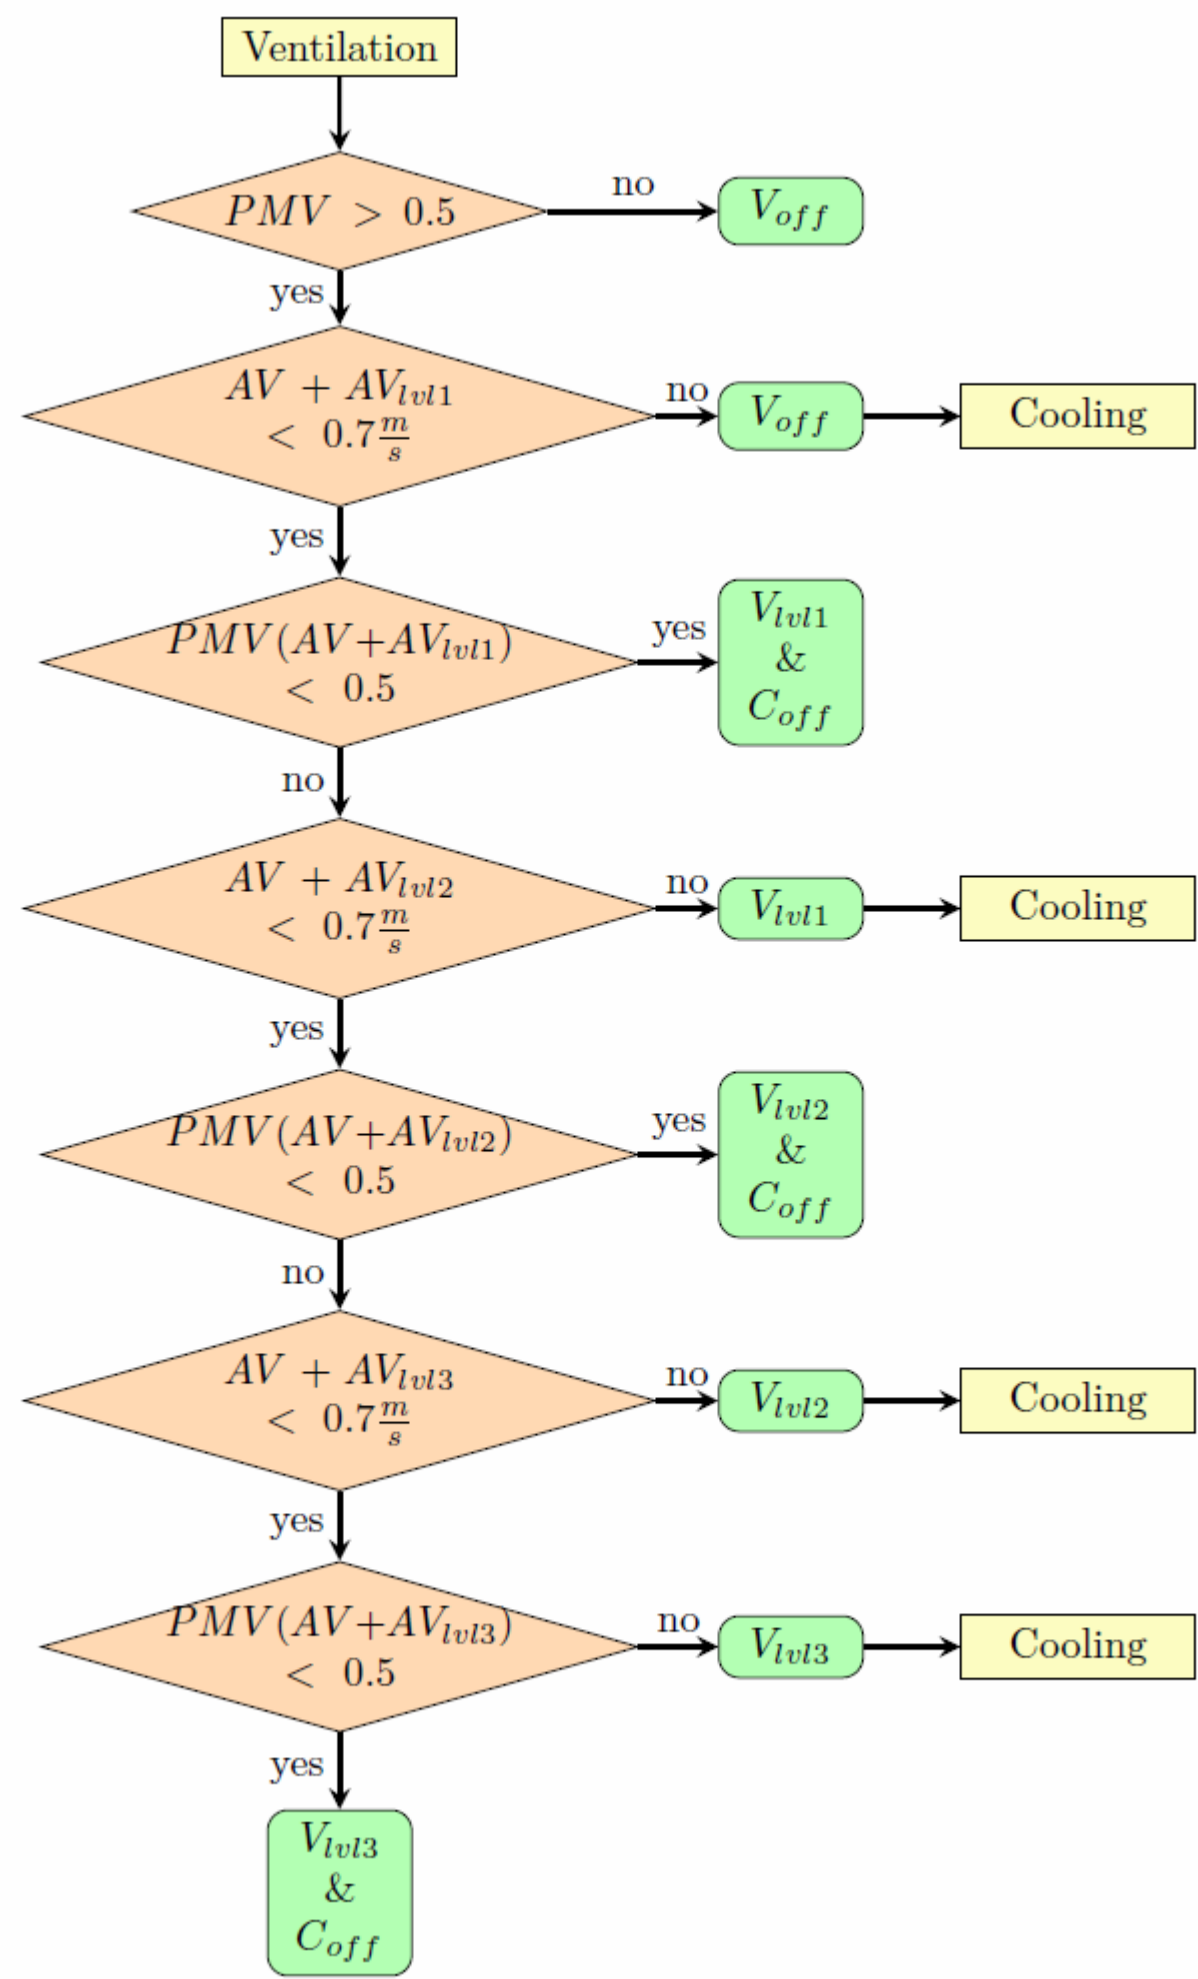 Ventilation
PMV > 0.5
no
V_off
yes
AV + AV_lvl1
< 0.7 m/s
no
V_off
Cooling
yes
PMV(AV+AV_lvl1)
< 0.5
yes
V_lvl1
&
C_off
no
AV + AV_lvl2
< 0.7 m/s
no
V_lvl1
Cooling
yes
PMV(AV+AV_lvl2)
< 0.5
yes
V_lvl2
&
C_off
no
AV + AV_lvl3
< 0.7 m/s
no
V_lvl2
Cooling
yes
PMV(AV+AV_lvl3)
< 0.5
no
V_lvl3
Cooling
yes
V_lvl3
&
C_off